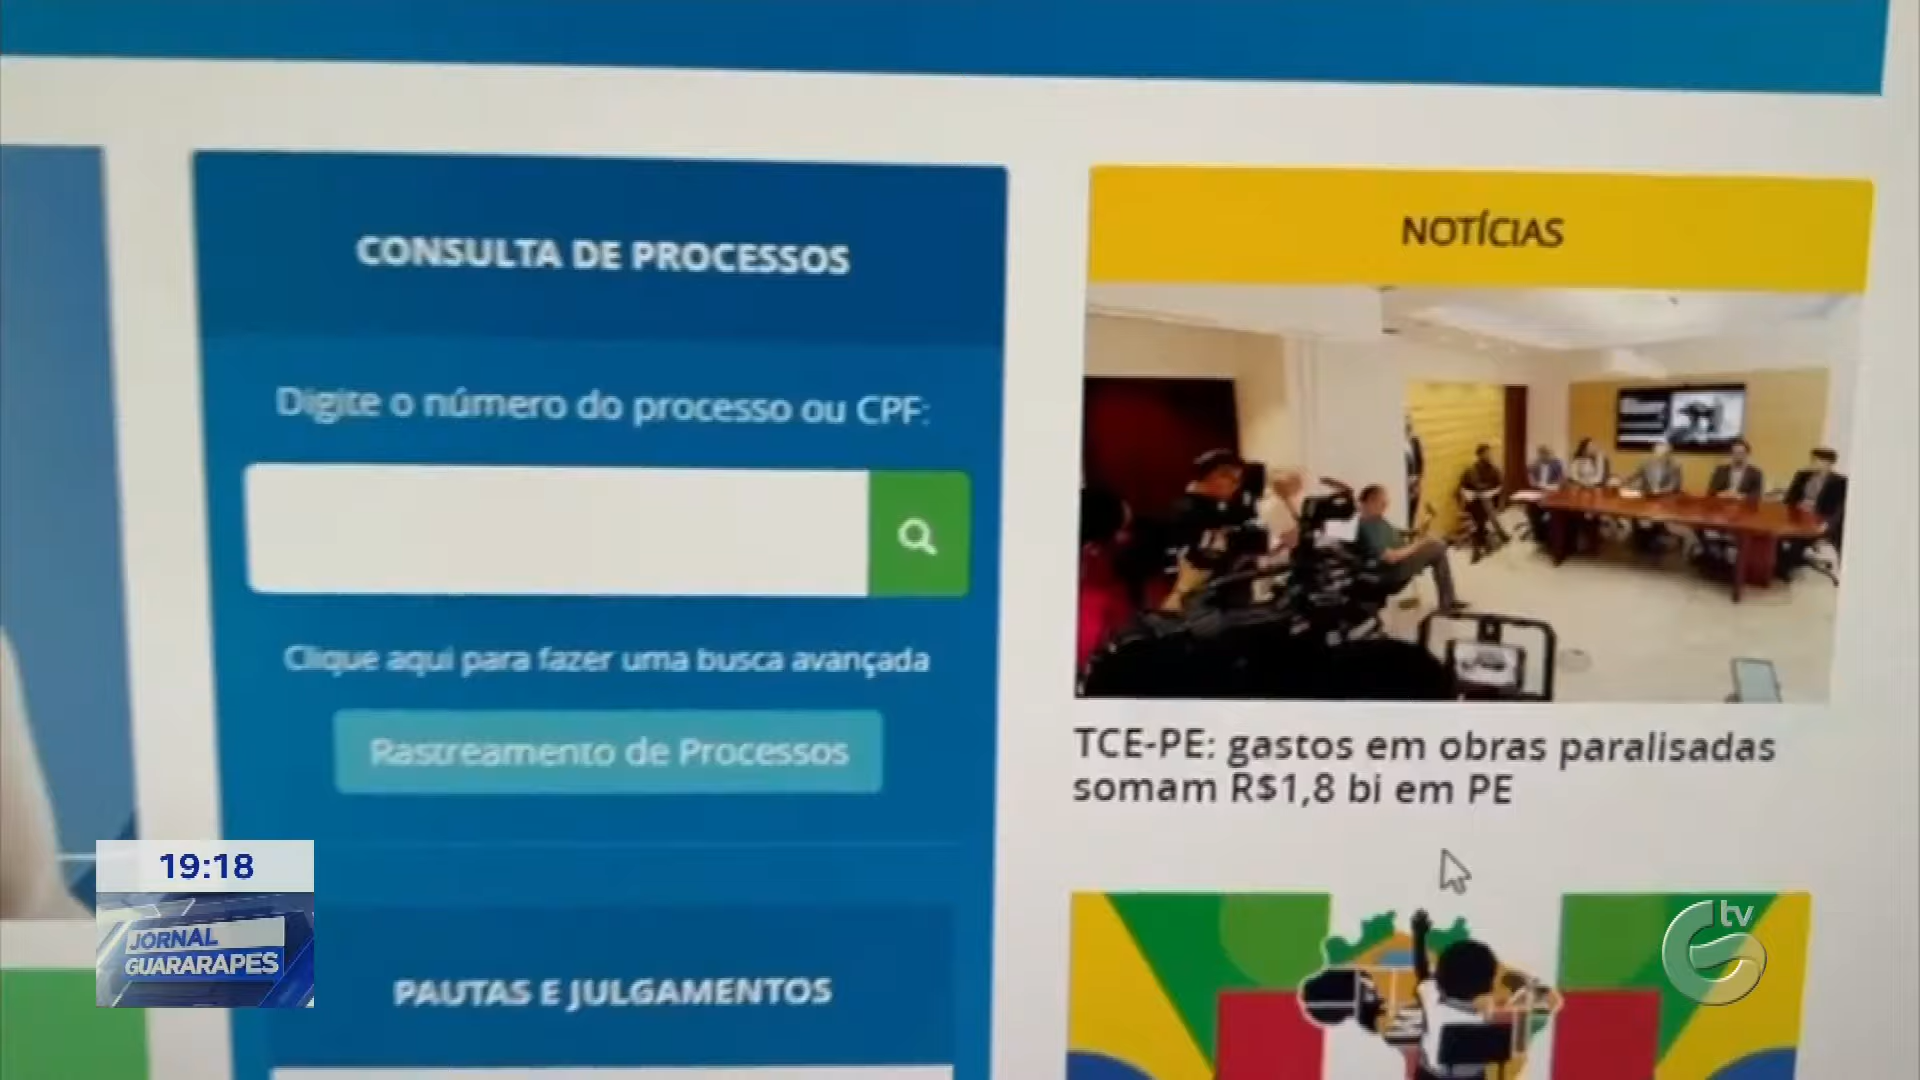 CONSULTA DE PROCESSOS
Digite o número do processo ou CPF:
Clique aqui para fazer uma busca avançada
Rastreamento de Processos
PAUTAS E JULGAMENTOS
NOTÍCIAS
TCE-PE: gastos em obras paralisadas
somam R$1,8 bi em PE
19:18
JORNAL
GUARARAPES
tv